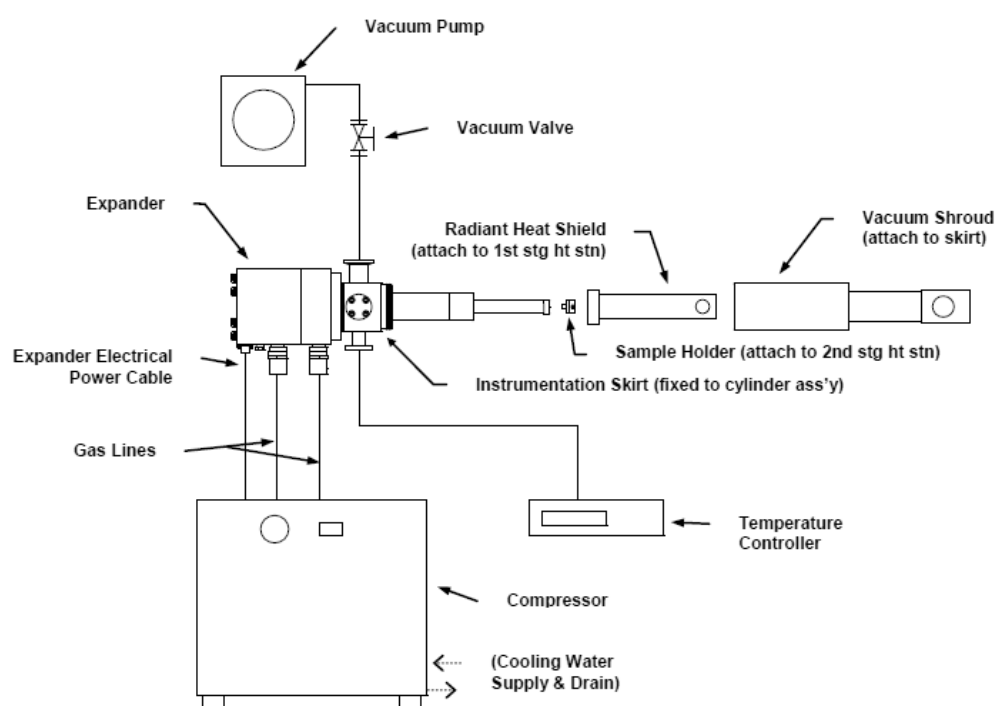 Vacuum Pump
Vacuum Valve
Expander
Radiant Heat Shield
(attach to 1st stg ht stn)
Vacuum Shroud
(attach to skirt)
Sample Holder (attach to 2nd stg ht stn)
Expander Electrical
Power Cable
Instrumentation Skirt (fixed to cylinder ass'y)
Gas Lines
Temperature
Controller
Compressor
(Cooling Water
Supply & Drain)